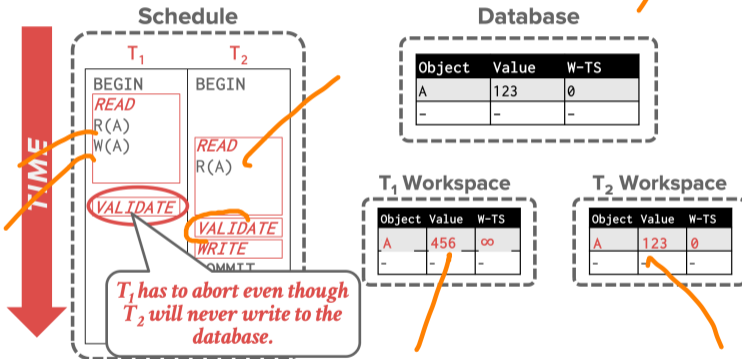 Schedule
Database
T1 T2
BEGIN BEGIN
READ
R(A)
W(A)
READ
R(A)
VALIDATE
VALIDATE
WRITE
COMMIT
T1 has to abort even though
T2 will never write to the
database.
TIME
Object Value W-TS
A 123 0
- - -
T1 Workspace
Object Value W-TS
A 456 ∞
- - -
T2 Workspace
Object Value W-TS
A 123 0
- - -